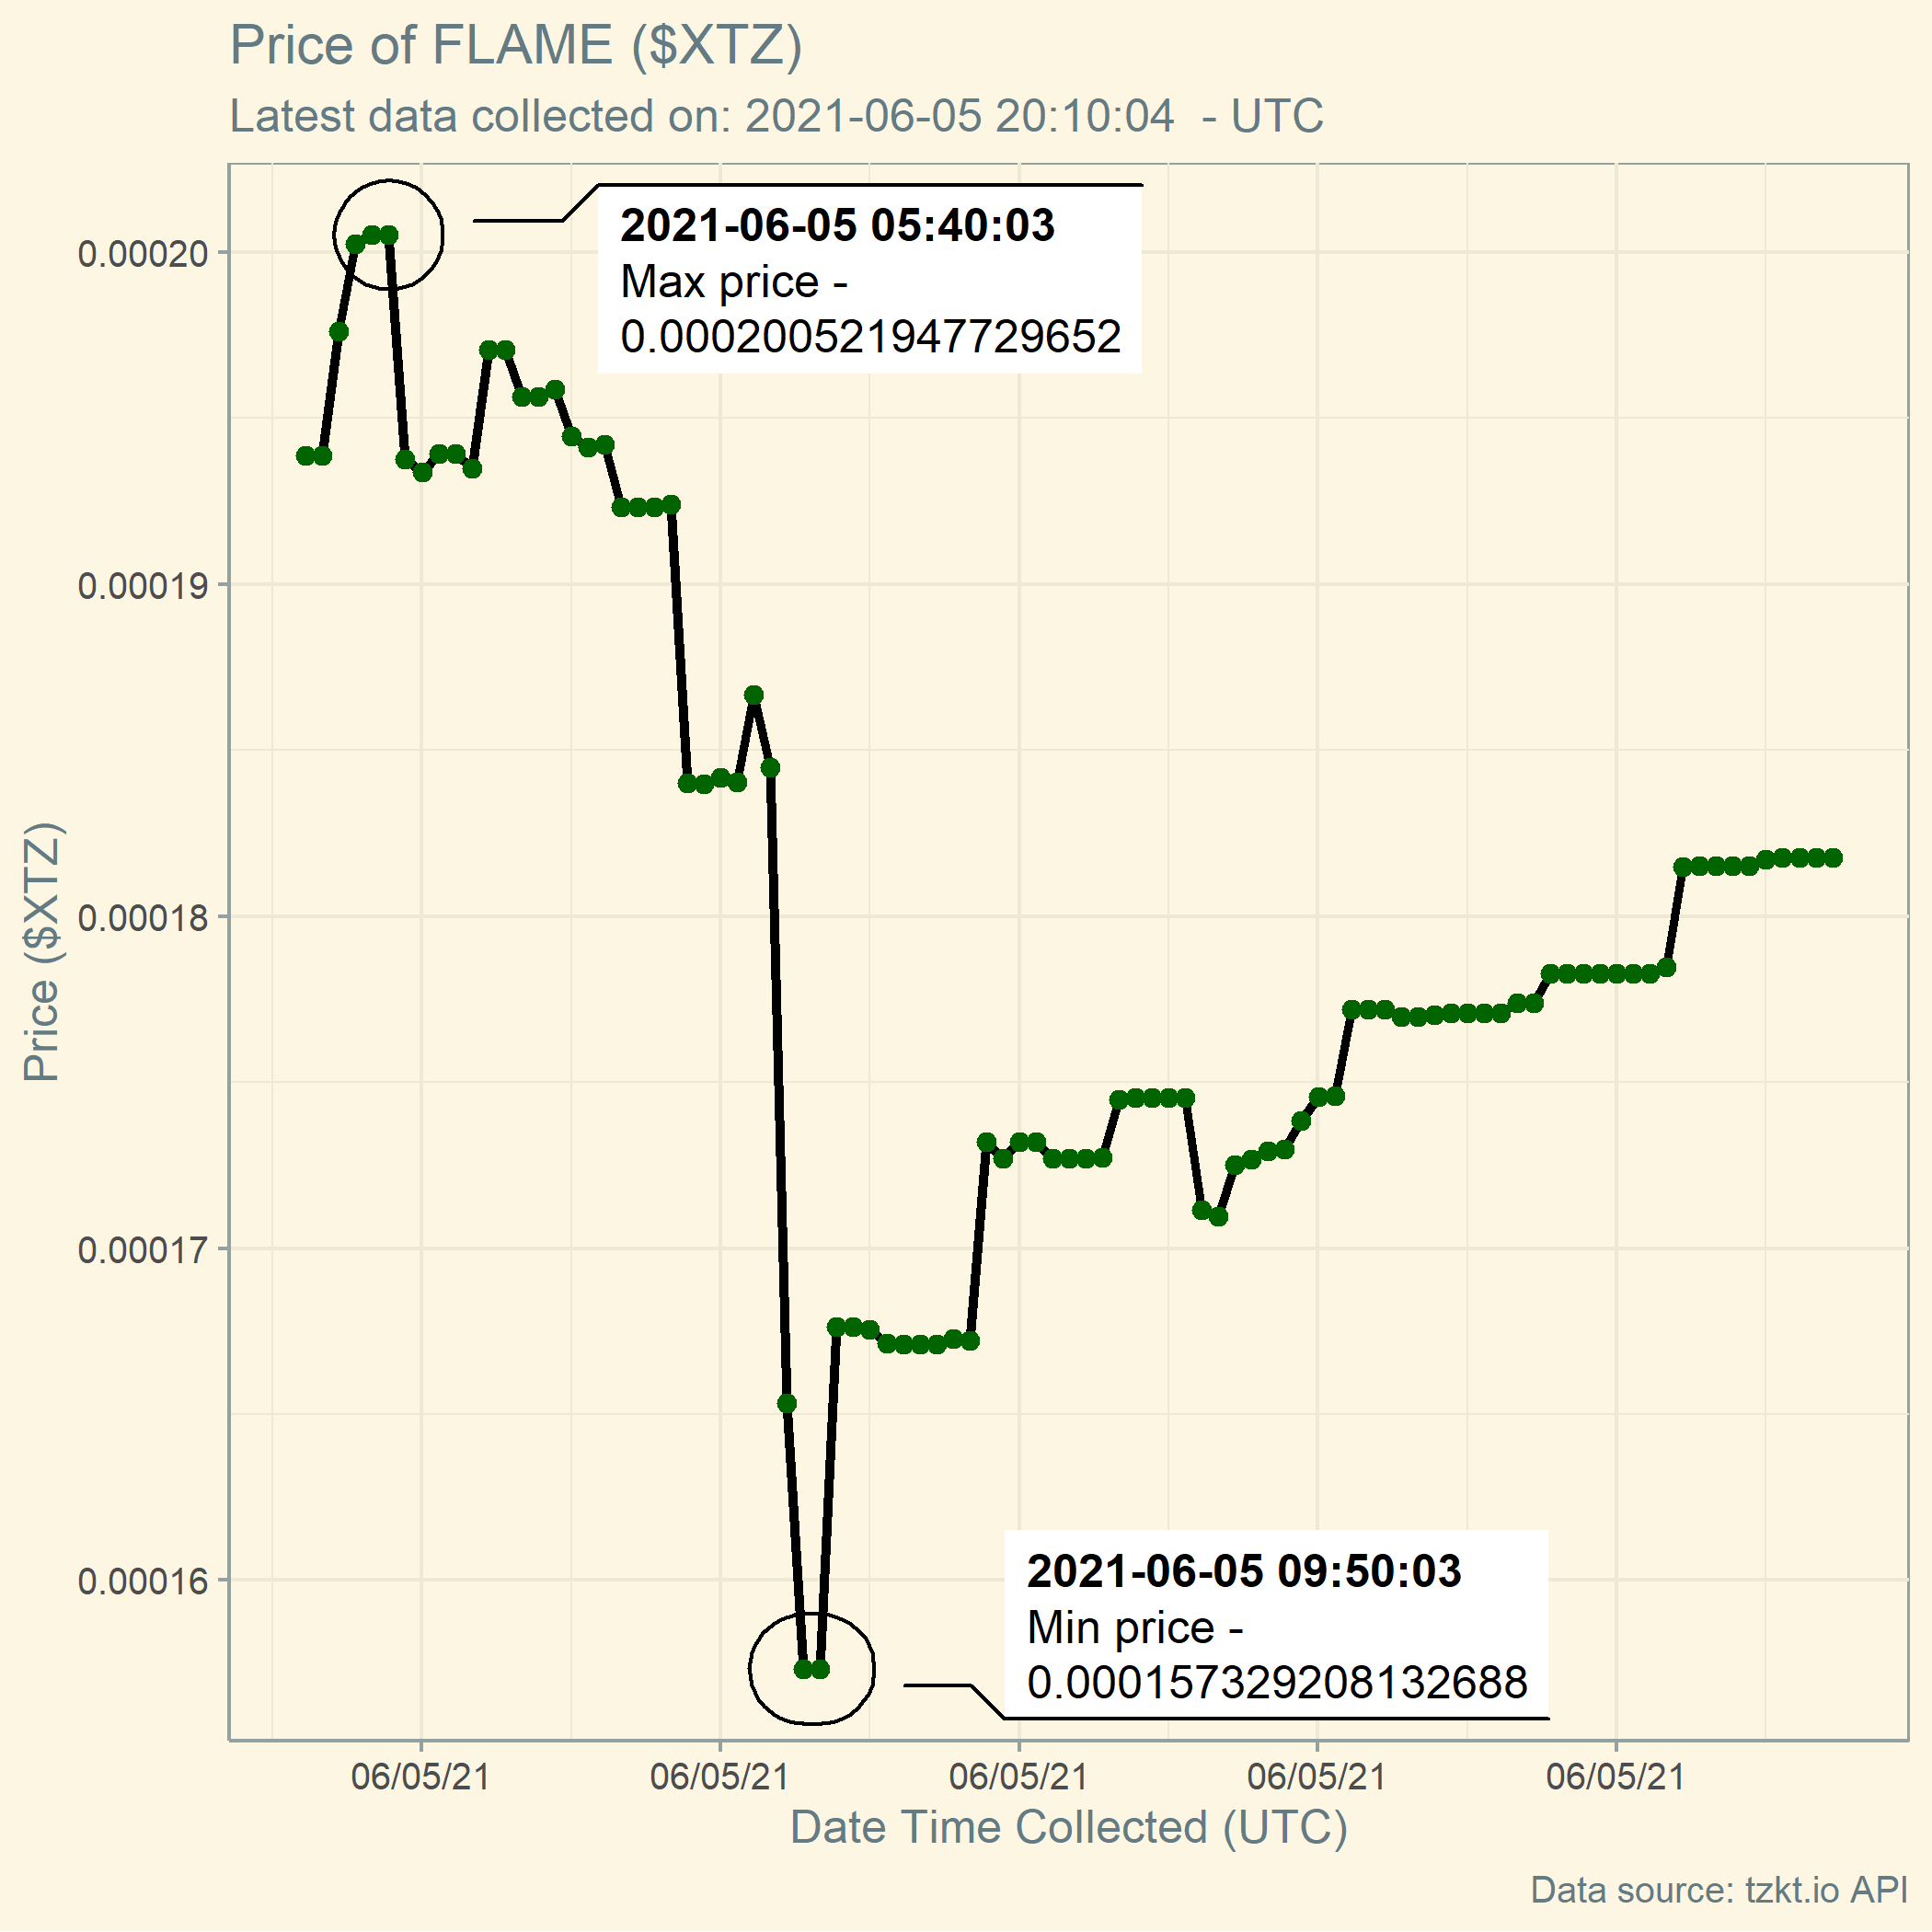 Price of FLAME ($XTZ)
Latest data collected on: 2021-06-05 20:10:04  - UTC
2021-06-05 05:40:03
Max price -
0.000200521947729652
0.00020
0.00019
0.00018
0.00017
0.00016
Price ($XTZ)
2021-06-05 09:50:03
Min price -
0.000157329208132688
06/05/21 06/05/21 06/05/21 06/05/21 06/05/21
Date Time Collected (UTC)
Data source: tzkt.io API